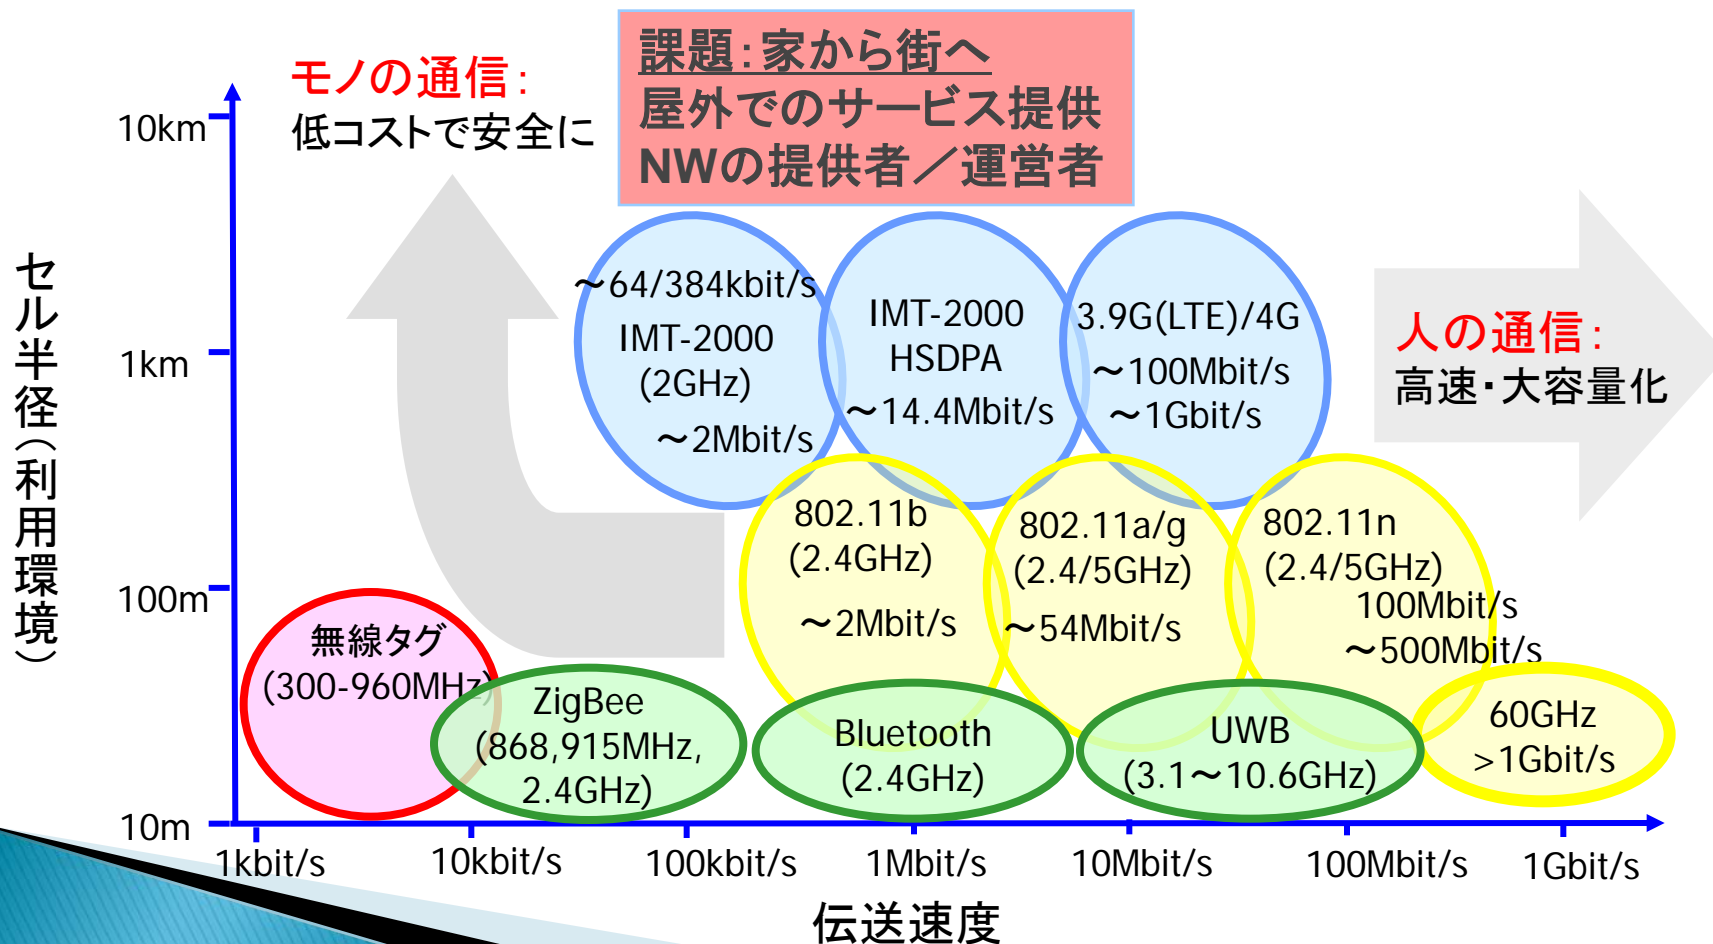 課題：家から街へ
屋外でのサービス提供
NWの提供者／運営者
モノの通信：
低コストで安全に
人の通信：
高速・大容量化
セル半径（利用環境）
10km
1km
100m
10m
～64/384kbit/s
IMT-2000
(2GHz)
～2Mbit/s
IMT-2000
HSDPA
～14.4Mbit/s
3.9G(LTE)/4G
～100Mbit/s
～1Gbit/s
802.11b
(2.4GHz)
～2Mbit/s
802.11a/g
(2.4/5GHz)
～54Mbit/s
802.11n
(2.4/5GHz)
100Mbit/s
～500Mbit/s
無線タグ
(300-960MHz)
ZigBee
(868,915MHz,
2.4GHz)
Bluetooth
(2.4GHz)
UWB
(3.1～10.6GHz)
60GHz
>1Gbit/s
1kbit/s
10kbit/s
100kbit/s
1Mbit/s
10Mbit/s
100Mbit/s
1Gbit/s
伝送速度